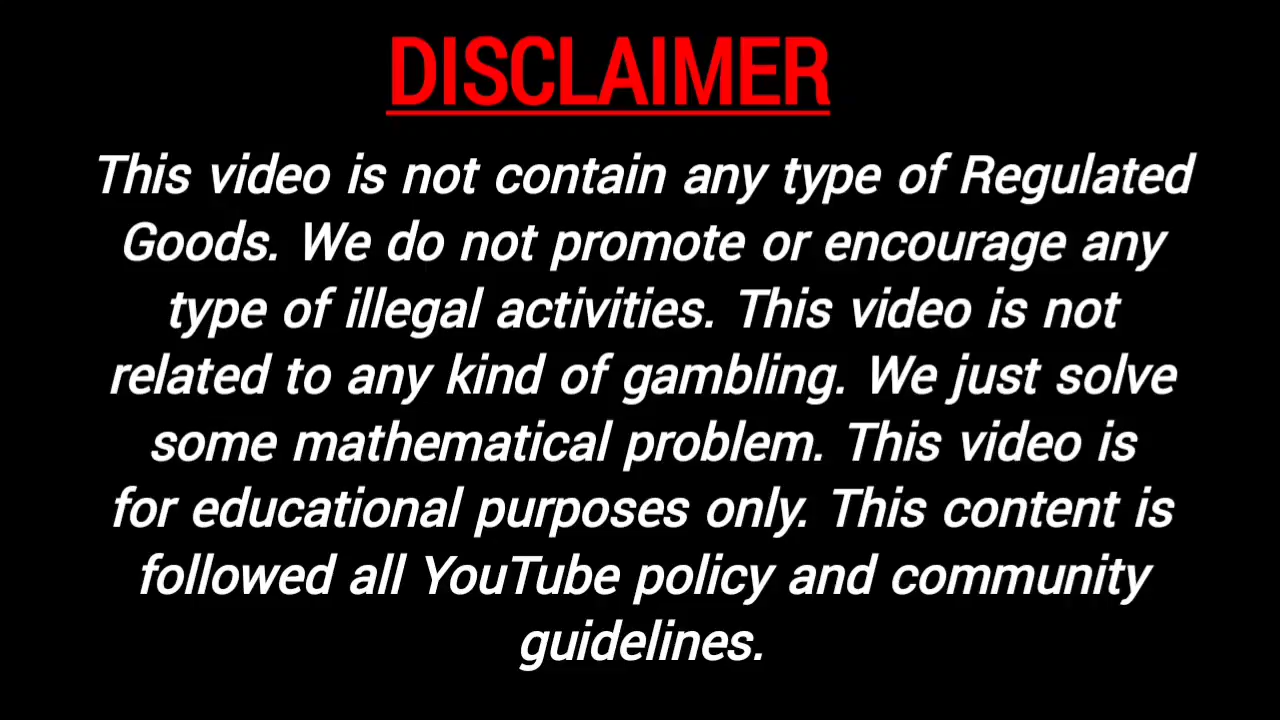 DISCLAIMER
This video is not contain any type of Regulated
Goods. We do not promote or encourage any
type of illegal activities. This video is not
related to any kind of gambling. We just solve
some mathematical problem. This video is
for educational purposes only. This content is
followed all YouTube policy and community
guidelines.